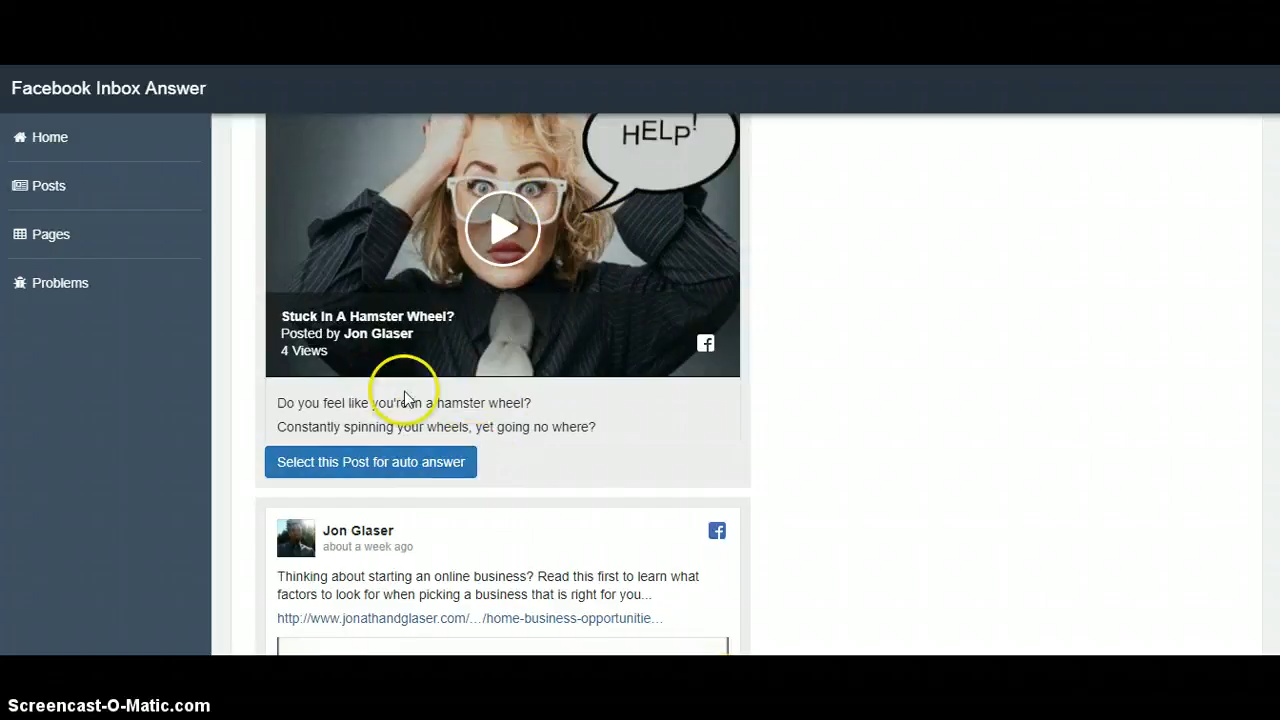 Facebook Inbox Answer
Home
Posts
Pages
Problems
HELP!
Stuck In A Hamster Wheel?
Posted by Jon Glaser
4 Views
Do you feel like you're in a hamster wheel?
Constantly spinning your wheels, yet going no where?
Select this Post for auto answer
Jon Glaser
about a week ago
Thinking about starting an online business? Read this first to learn what
factors to look for when picking a business that is right for you...
http://www.jonathandglaser.com/.../home-business-opportunitie...
Screencast-O-Matic.com